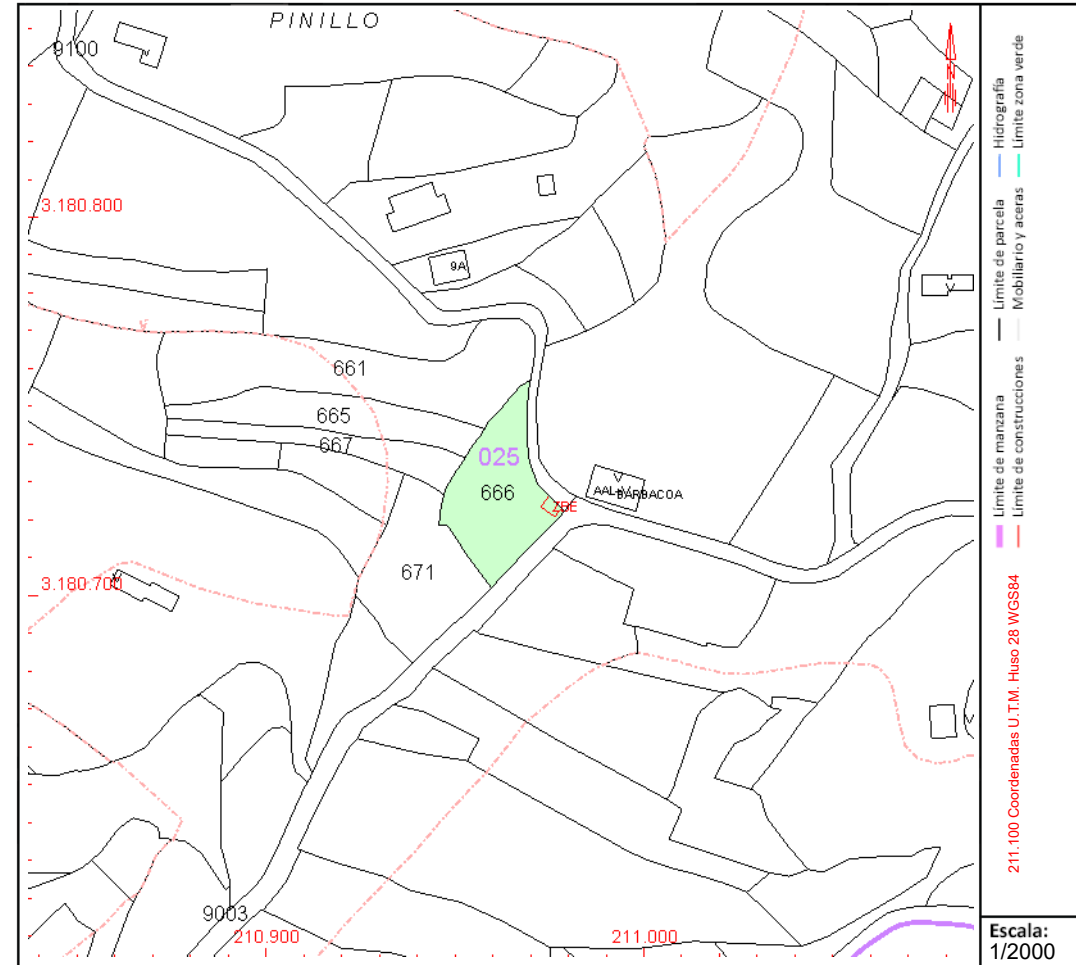 PINILLO
9100
3.180.800
9A
661
665
667
025
666
ZBE
BARBACOA
671
3.180.700
9003
210.900
211.000
N
Hidrografía
Límite zona verde
Límite de parcela
Mobiliario y aceras
Límite de manzana
Límite de construcciones
211.100 Coordenadas U.T.M. Huso 28 WGS84
Escala:
1/2000